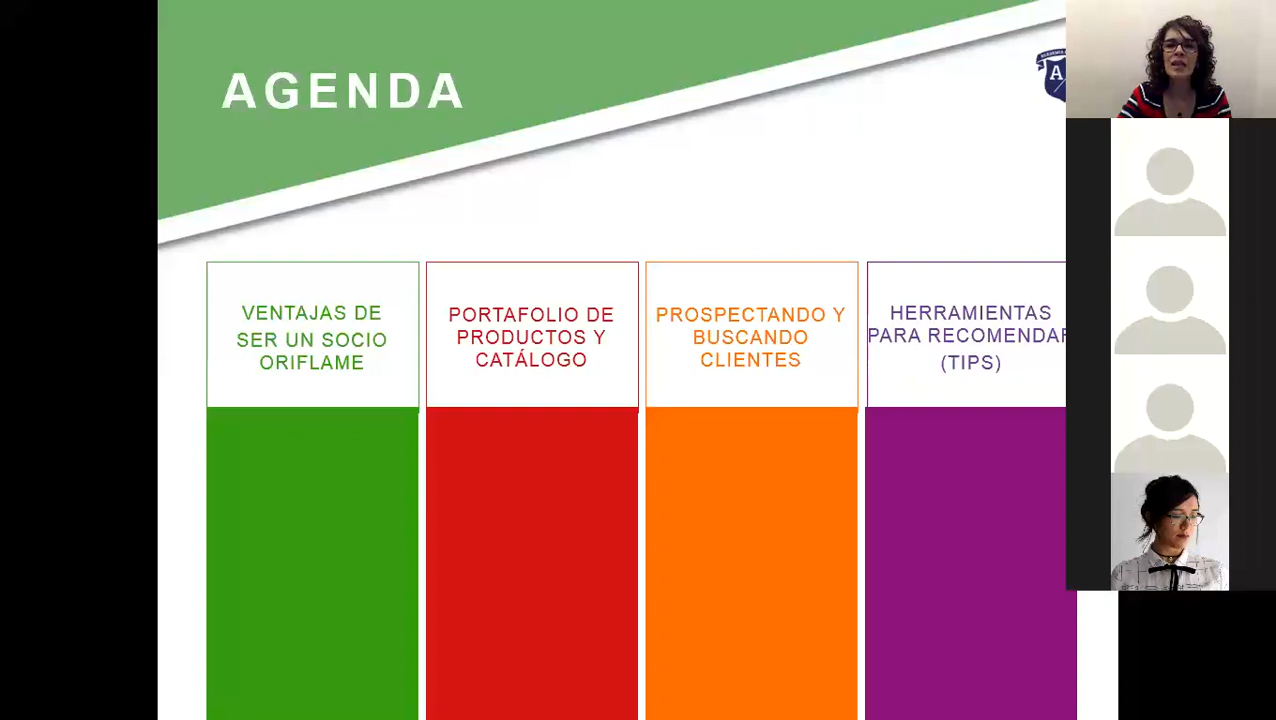 AGENDA
VENTAJAS DE
SER UN SOCIO
ORIFLAME
PORTAFOLIO DE
PRODUCTOS Y
CATÁLOGO
PROSPECTANDO Y
BUSCANDO
CLIENTES
HERRAMIENTAS
PARA RECOMENDAR
(TIPS)